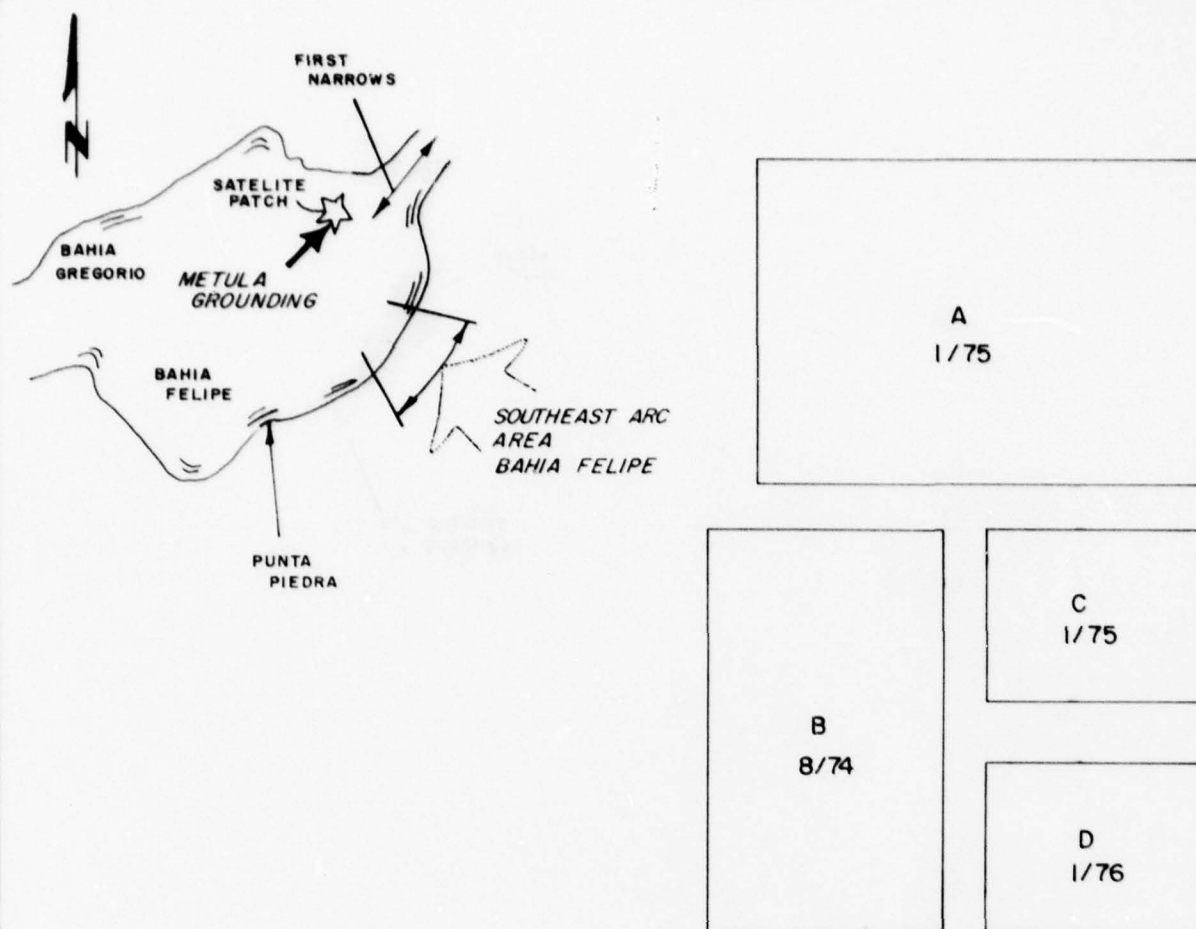 N
FIRST
NARROWS
SATELITE
PATCH
BAHIA
GREGORIO
METULA
GROUNDING
BAHIA
FELIPE
SOUTHEAST ARC
AREA
BAHIA FELIPE
PUNTA
PIEDRA
A
1/75
B
8/74
C
1/75
D
1/76